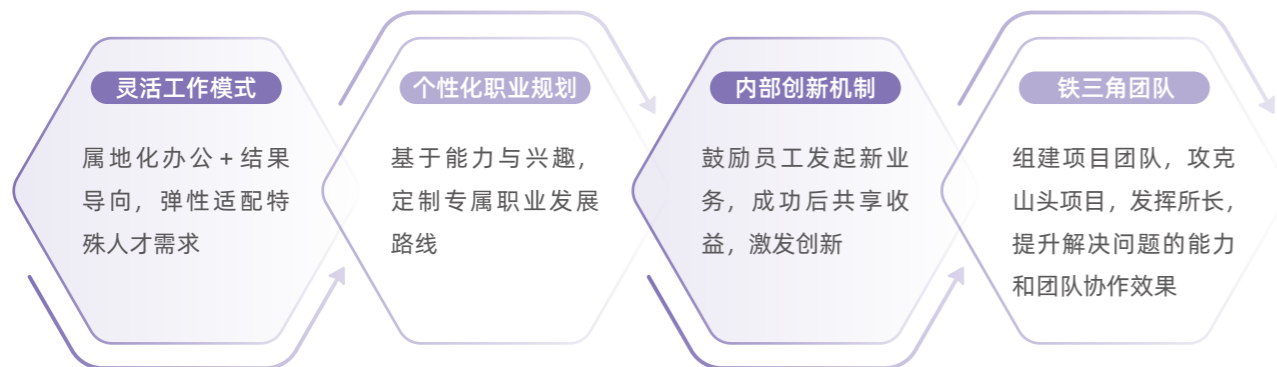 灵活工作模式
属地化办公+结果
导向，弹性适配特
殊人才需求
个性化职业规划
基于能力与兴趣，
定制专属职业发展
路线
内部创新机制
鼓励员工发起新业
务，成功后共享收
益，激发创新
铁三角团队
组建项目团队，攻克
山头项目，发挥所长，
提升解决问题的能力
和团队协作效果